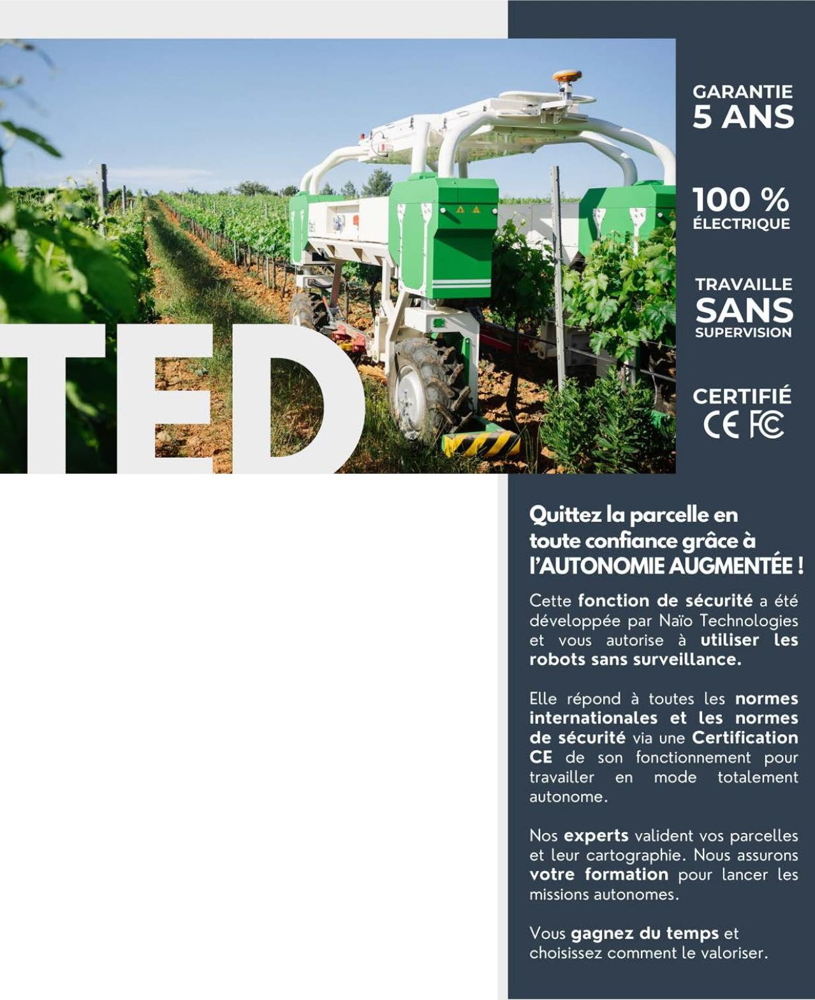 GARANTIE
5 ANS
100 %
ÉLECTRIQUE
TRAVAILLE
SANS
SUPERVISION
CERTIFIÉ
CE FC
ted
TED
Quittez la parcelle en
toute confiance grâce à
l'AUTONOMIE AUGMENTÉE !
Cette fonction de sécurité a été
développée par Naïo Technologies
et vous autorise à utiliser les
robots sans surveillance.
Elle répond à toutes les normes
internationales et les normes
de sécurité via une Certification
CE de son fonctionnement pour
travailler en mode totalement
autonome.
Nos experts valident vos parcelles
et leur cartographie. Nous assurons
votre formation pour lancer les
missions autonomes.
Vous gagnez du temps et
choisissez comment le valoriser.